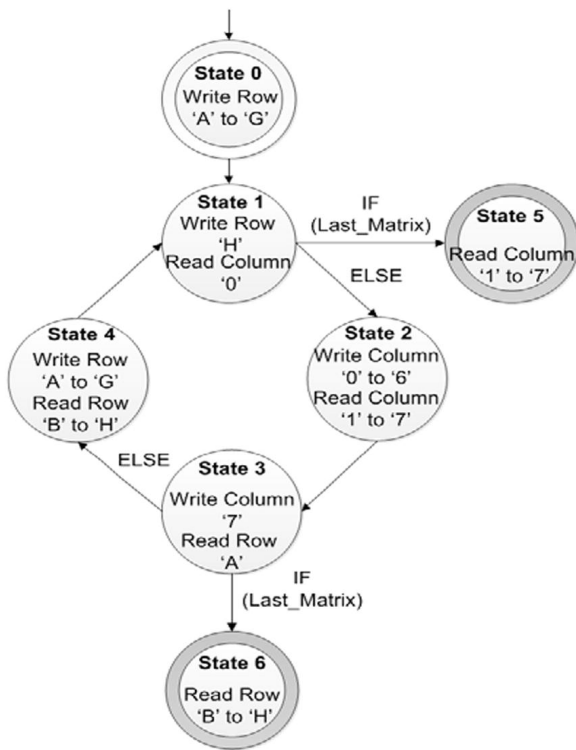 State 0
Write Row
‘A’ to ‘G’
State 1
Write Row
‘H’
Read Column
‘0’
IF
(Last_Matrix)
State 5
Read Column
‘1’ to ‘7’
ELSE
State 2
Write Column
‘0’ to ‘6’
Read Column
‘1’ to ‘7’
State 4
Write Row
‘A’ to ‘G’
Read Row
‘B’ to ‘H’
ELSE
State 3
Write Column
‘7’
Read Row
‘A’
IF
(Last_Matrix)
State 6
Read Row
‘B’ to ‘H’